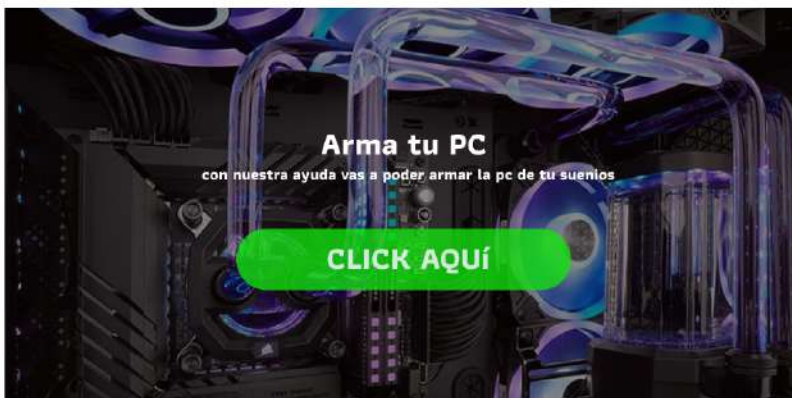 Arma tu PC
con nuestra ayuda vas a poder armar la pc de tu suenios
CLICK AQUí